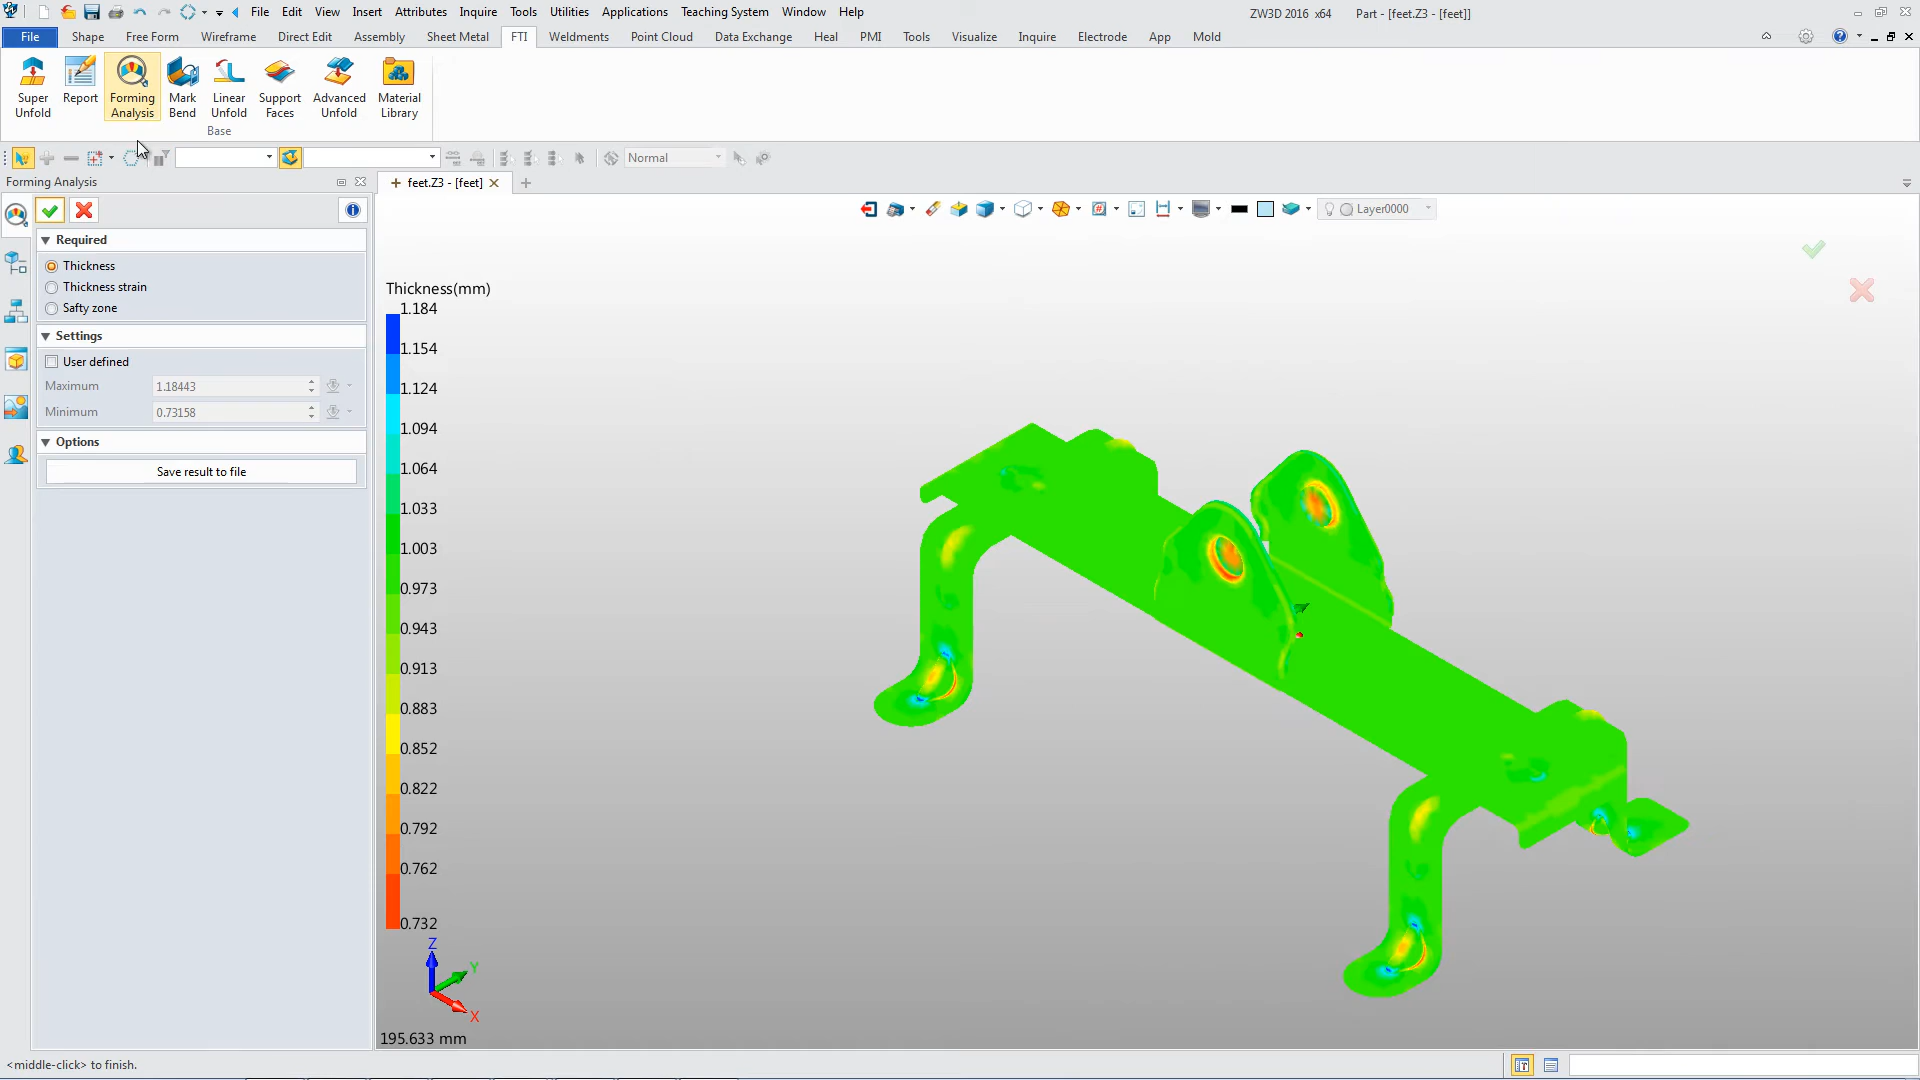 File Edit View Insert Attributes Inquire Tools Utilities Applications Teaching System Window Help ZW3D 2016 x64 Part - [feet.Z3 - [feet]]
File Shape Free Form Wireframe Direct Edit Assembly Sheet Metal FTI Weldments Point Cloud Data Exchange Heal PMI Tools Visualize Inquire Electrode App Mold
Super Unfold
Report
Forming Analysis
Mark Bend
Linear Unfold
Support Faces
Advanced Unfold
Material Library
Base
Normal
Forming Analysis
feet.Z3 - [feet]
Layer0000
Required
Thickness
Thickness strain
Safty zone
Settings
User defined
Maximum 1.18443
Minimum 0.73158
Options
Save result to file
Thickness(mm)
1.184
1.154
1.124
1.094
1.064
1.033
1.003
0.973
0.943
0.913
0.883
0.852
0.822
0.792
0.762
0.732
Z
Y
X
195.633 mm
<middle-click> to finish.